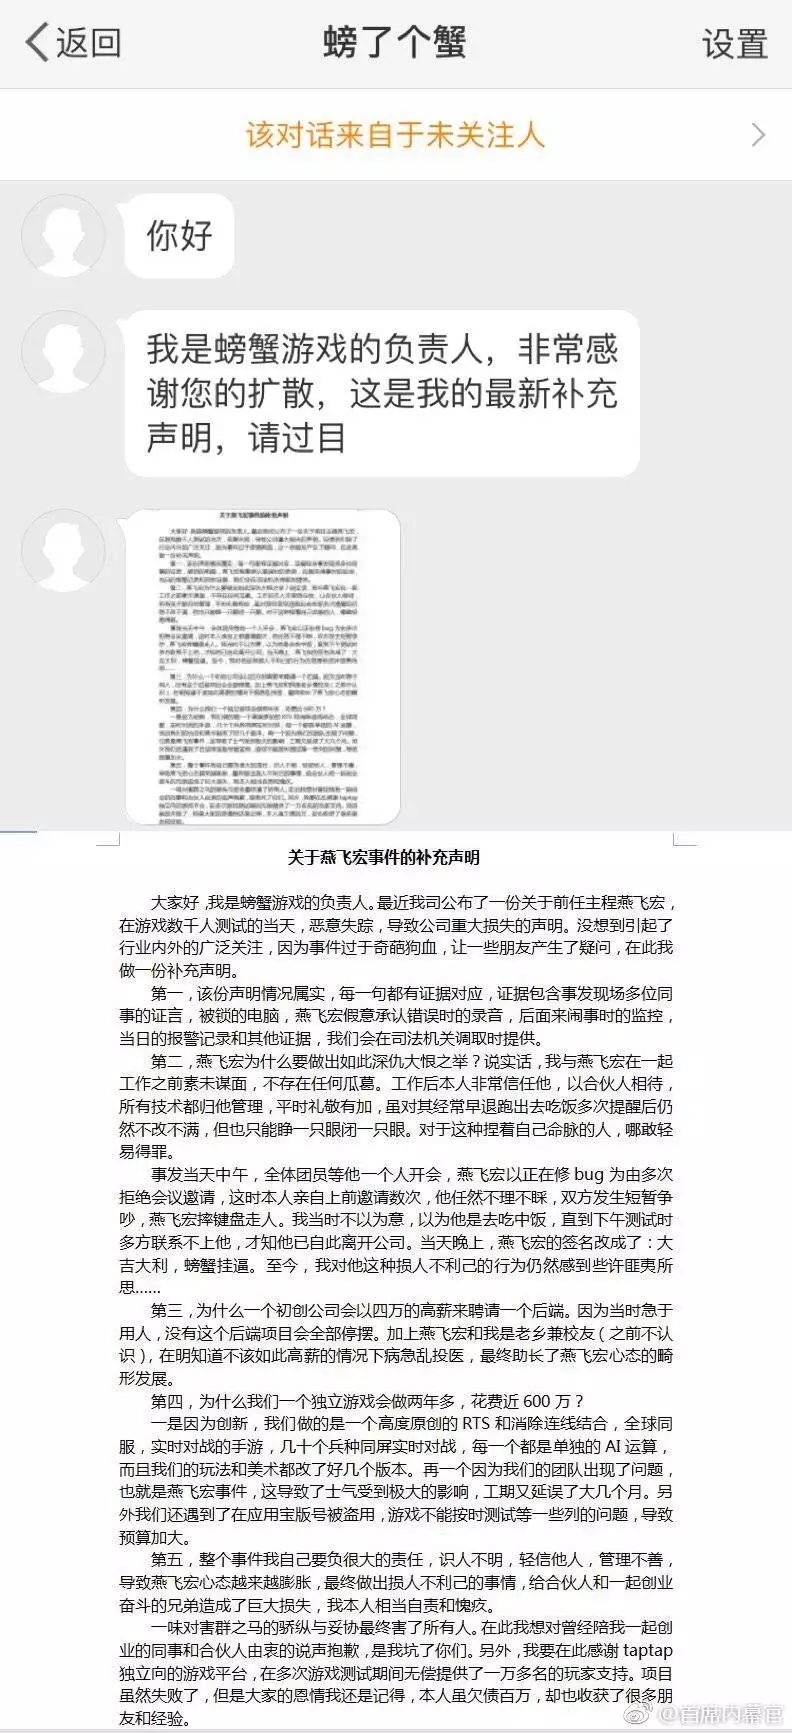 返回
螃了个蟹
设置
该对话来自于未关注人
你好
我是螃蟹游戏的负责人，非常感
谢您的扩散，这是我的最新补充
声明，请过目
关于燕飞宏事件的补充声明
大家好，我是螃蟹游戏的负责人。最近我司公布了一份关于前任主程燕飞宏，
在游戏数千人测试的当天，恶意失踪，导致公司重大损失的声明。没想到引起了
行业内外的广泛关注，因为事件过于奇葩狗血，让一些朋友产生了疑问，在此我
做一份补充声明。
第一，该份声明情况属实，每一句都有证据对应，证据包含事发现场多位同
事的证言，被锁的电脑，燕飞宏假意承认错误时的录音，后面来闹事时的监控，
当日的报警记录和其他证据，我们会在司法机关调取时提供。
第二，燕飞宏为什么要做出如此深仇大恨之举？说实话，我与燕飞宏在一起
工作之前素未谋面，不存在任何瓜葛。工作后本人非常信任他，以合伙人相待，
所有技术都归他管理，平时礼敬有加，虽对其经常早退跑出去吃饭多次提醒后仍
然不改不满，但也只能睁一只眼闭一只眼。对于这种捏着自己命脉的人，哪敢轻
易得罪。
事发当天中午，全体团员等他一个人开会，燕飞宏以正在修 bug 为由多次
拒绝会议邀请，这时本人亲自上前邀请数次，他任然不理不睬，双方发生短暂争
吵，燕飞宏摔键盘走人。我当时不以为意，以为他是去吃中饭，直到下午测试时
多方联系不上他，才知他已自此离开公司。当天晚上，燕飞宏的签名改成了：大
吉大利，螃蟹挂逼。至今，我对他这种损人不利己的行为仍然感到些许匪夷所
思……
第三，为什么一个初创公司会以四万的高薪来聘请一个后端。因为当时急于
用人，没有这个后端项目会全部停摆。加上燕飞宏和我是老乡兼校友（之前不认
识），在明知道不该如此高薪的情况下病急乱投医，最终助长了燕飞宏心态的畸
形发展。
第四，为什么我们一个独立游戏会做两年多，花费近 600 万？
一是因为创新，我们做的是一个高度原创的 RTS 和消除连线结合，全球同
服，实时对战的手游，几十个兵种同屏实时对战，每一个都是单独的 AI 运算，
而且我们的玩法和美术都改了好几个版本。再一个因为我们的团队出现了问题，
也就是燕飞宏事件，这导致了士气受到极大的影响，工期又延误了大几个月。另
外我们还遇到了在应用宝版号被盗用，游戏不能按时测试等一些列的问题，导致
预算加大。
第五，整个事件我自己要负很大的责任，识人不明，轻信他人，管理不善，
导致燕飞宏心态越来越膨胀，最终做出损人不利己的事情，给合伙人和一起创业
奋斗的兄弟造成了巨大损失，我本人相当自责和愧疚。
一味对害群之马的骄纵与妥协最终害了所有人。在此我想对曾经陪我一起创
业的同事和合伙人由衷的说声抱歉，是我坑了你们。另外，我要在此感谢 taptap
独立向的游戏平台，在多次游戏测试期间无偿提供了一万多名的玩家支持。项目
虽然失败了，但是大家的恩情我还是记得，本人虽欠债百万，却也收获了很多朋
友和经验。
@首席内幕官